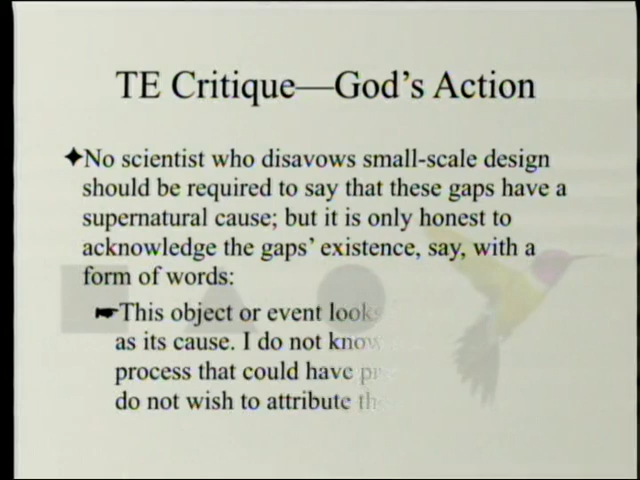 TE Critique—God's Action
✦No scientist who disavows small-scale design
should be required to say that these gaps have a
supernatural cause; but it is only honest to
acknowledge the gaps' existence, say, with a
form of words:
☛This object or event looks
as its cause. I do not know
process that could have
do not wish to attribute